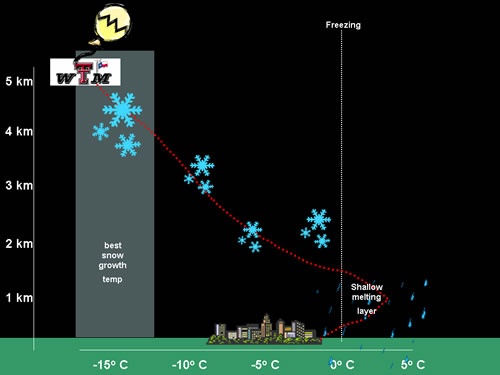 Freezing
WTM
5 km
4 km
3 km
2 km
1 km
best
snow
growth
temp
Shallow
melting
layer
-15° C
-10° C
-5° C
0° C
5° C